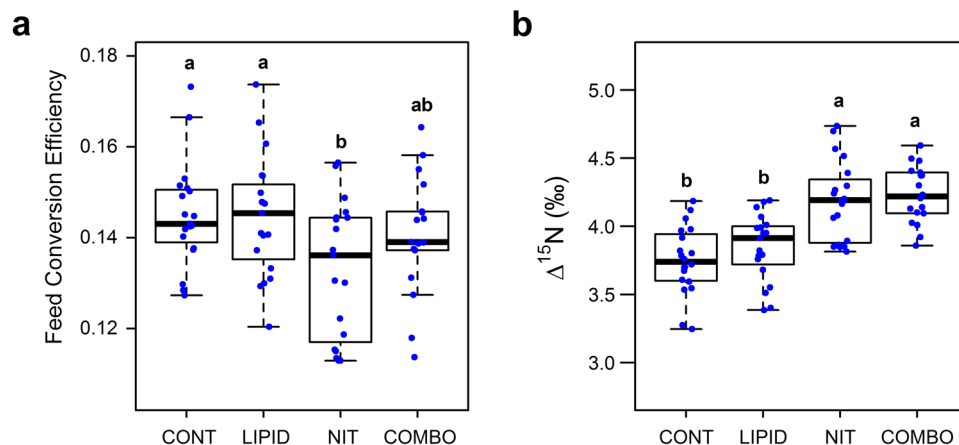 a
Feed Conversion Efficiency
0.18
0.16
0.14
0.12
a
a
b
ab
CONT
LIPID
NIT
COMBO
b
Δ¹⁵N (‰)
5.0
4.5
4.0
3.5
3.0
b
b
a
a
CONT
LIPID
NIT
COMBO